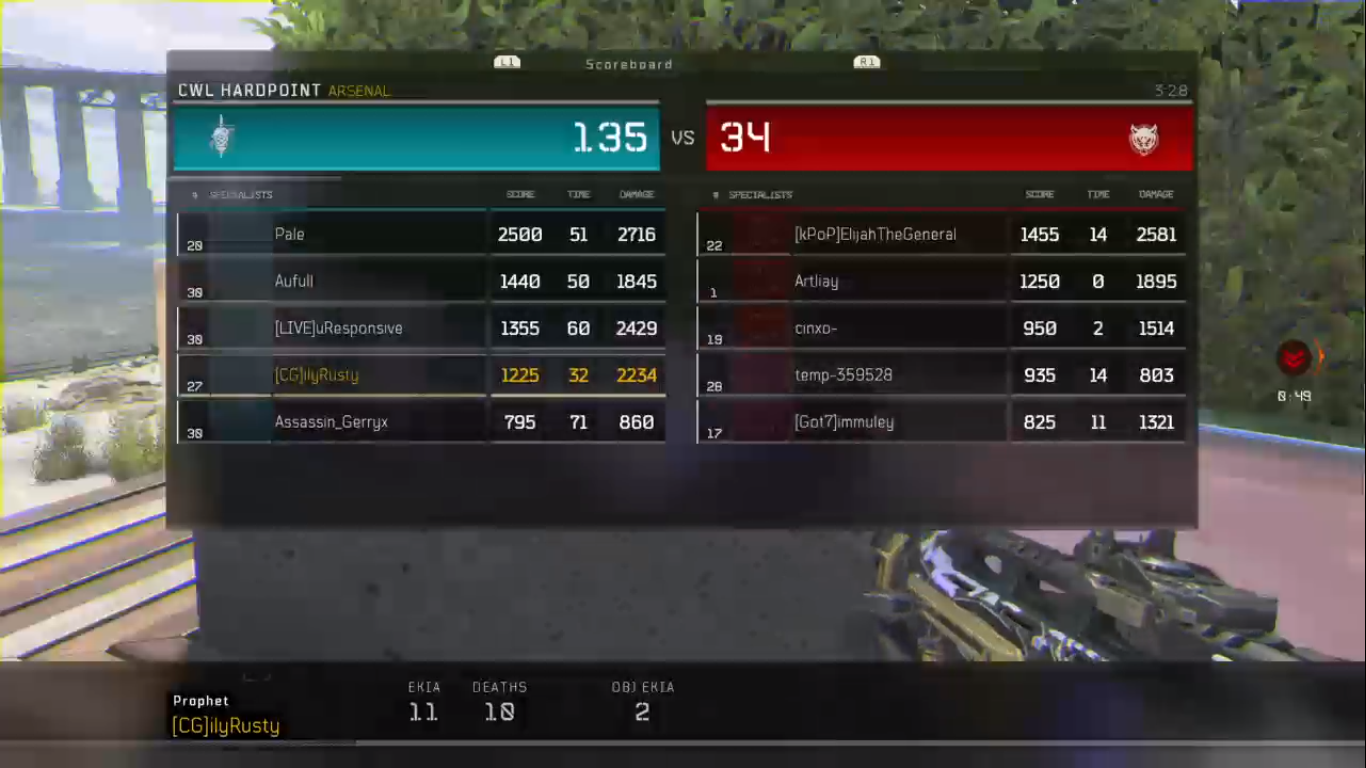 L1 Scoreboard R1
CWL HARDPOINT ARSENAL 3:28
135 VS 34
# SPECIALISTS SCORE TIME DAMAGE # SPECIALISTS SCORE TIME DAMAGE
20 Pale 2500 51 2716 22 [kPoP]ElijahTheGeneral 1455 14 2581
30 Aufull 1440 50 1845 1 Artliay 1250 0 1895
30 [LIVE]uResponsive 1355 60 2429 19 cinxo- 950 2 1514
27 [CG]ilyRusty 1225 32 2234 20 temp-359528 935 14 803
30 Assassin_Gerryx 795 71 860 17 [Got7]immuley 825 11 1321
0:49
EKIA DEATHS OBJ EKIA
Prophet
11 10 2
[CG]ilyRusty